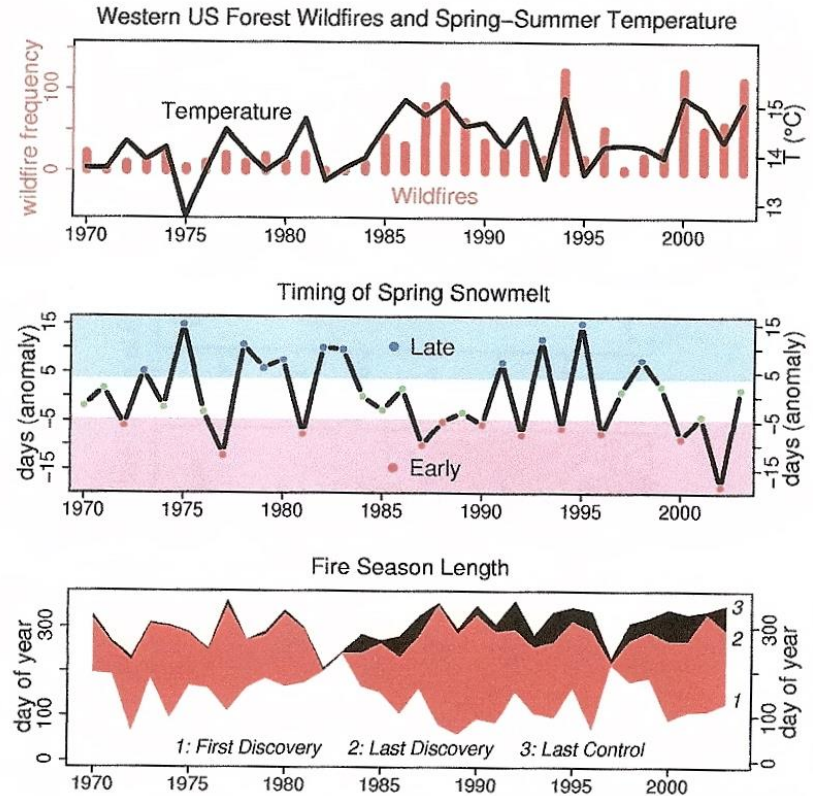 Western US Forest Wildfires and Spring–Summer Temperature
wildfire frequency
0 100
Temperature
Wildfires
13 14 15
T (°C)
1970 1975 1980 1985 1990 1995 2000
Timing of Spring Snowmelt
days (anomaly)
−15 −5 5 15
Late
Early
−15 −5 5 15
days (anomaly)
1970 1975 1980 1985 1990 1995 2000
Fire Season Length
day of year
0 100 300
3
2
1
1: First Discovery 2: Last Discovery 3: Last Control
0 100 300
day of year
1970 1975 1980 1985 1990 1995 2000